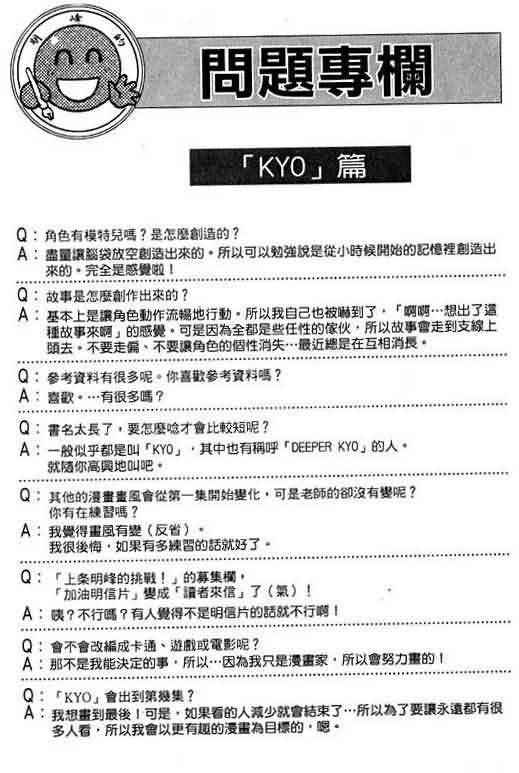 明峰的
問題專欄
「KYO」篇
Q：角色有模特兒嗎？是怎麼創造的？
A：盡量讓腦袋放空創造出來的。所以可以勉強說是從小時候開始的記憶裡創造出
來的。完全是感覺啦！
Q：故事是怎麼創作出來的？
A：基本上是讓角色動作流暢地行動。所以我自己也被嚇到了，「啊啊…想出了這
種故事來啊」的感覺。可是因為全都是些任性的傢伙，所以故事會走到支線上
頭去。不要走偏、不要讓角色的個性消失…最近總是在互相消長。
Q：參考資料有很多呢。你喜歡參考資料嗎？
A：喜歡。…有很多嗎？
Q：書名太長了，要怎麼唸才會比較短呢？
A：一般似乎都是叫「KYO」，其中也有稱呼「DEEPER KYO」的人。
就隨你高興地叫吧。
Q：其他的漫畫畫風會從第一集開始變化，可是老師的卻沒有變呢？
你有在練習嗎？
A：我覺得畫風有變（反省）。
我很後悔，如果有多練習的話就好了。
Q：「上条明峰的挑戰！」的募集欄，
「加油明信片」變成「讀者來信」了（氣）！
A：咦？不行嗎？有人覺得不是明信片的話就不行啊！
Q：會不會改編成卡通、遊戲或電影呢？
A：那不是我能決定的事，所以…因為我只是漫畫家，所以會努力畫的！
Q：「KYO」會出到第幾集？
A：我想畫到最後！可是，如果看的人減少就會結束了…所以為了要讓永遠都有很
多人看，所以我會以更有趣的漫畫為目標的，嗯。